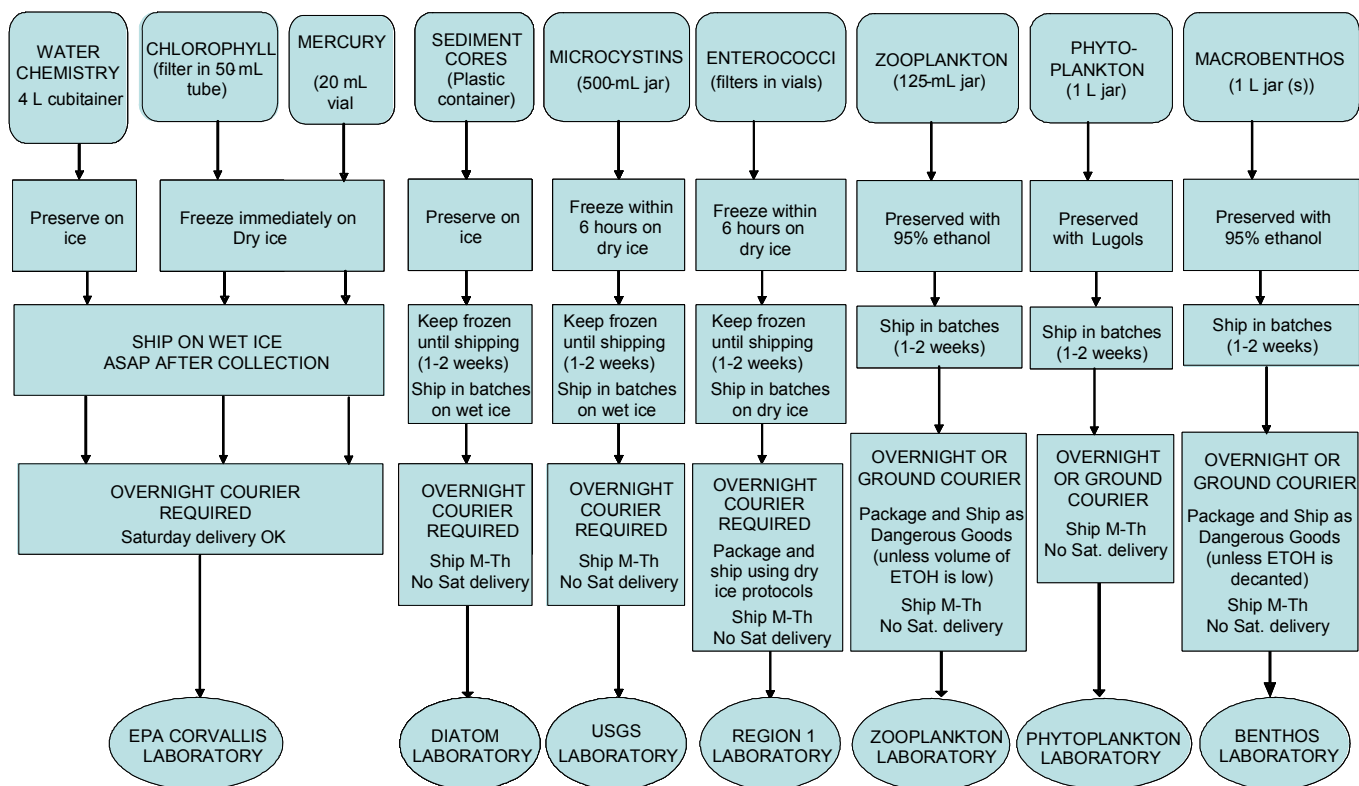 WATER
CHEMISTRY
4 L cubitainer
CHLOROPHYLL
(filter in 50-mL
tube)
MERCURY
(20 mL
vial
SEDIMENT
CORES
(Plastic
container)
MICROCYSTINS
(500-mL jar)
ENTEROCOCCI
(filters in vials)
ZOOPLANKTON
(125-mL jar)
PHYTO-
PLANKTON
(1 L jar)
MACROBENTHOS
(1 L jar (s))
Preserve on
ice
Freeze immediately on
Dry ice
Preserve on
ice
Freeze within
6 hours on
dry ice
Freeze within
6 hours on
dry ice
Preserved with
95% ethanol
Preserved
with Lugols
Preserved with
95% ethanol
SHIP ON WET ICE
ASAP AFTER COLLECTION
Keep frozen
until shipping
(1-2 weeks)
Ship in batches
on wet ice
Keep frozen
until shipping
(1-2 weeks)
Ship in batches
on wet ice
Keep frozen
until shipping
(1-2 weeks)
Ship in batches
on dry ice
Ship in batches
(1-2 weeks)
Ship in batches
(1-2 weeks)
Ship in batches
(1-2 weeks)
OVERNIGHT COURIER
REQUIRED
Saturday delivery OK
OVERNIGHT
COURIER
REQUIRED
Ship M-Th
No Sat delivery
OVERNIGHT
COURIER
REQUIRED
Ship M-Th
No Sat delivery
OVERNIGHT
COURIER
REQUIRED
Package and
ship using dry
ice protocols
Ship M-Th
No Sat delivery
OVERNIGHT OR
GROUND COURIER
Package and Ship as
Dangerous Goods
(unless volume of
ETOH is low)
Ship M-Th
No Sat. delivery
OVERNIGHT
OR GROUND
COURIER
Ship M-Th
No Sat. delivery
OVERNIGHT OR
GROUND COURIER
Package and Ship as
Dangerous Goods
(unless ETOH is
decanted)
Ship M-Th
No Sat. delivery
EPA CORVALLIS
LABORATORY
DIATOM
LABORATORY
USGS
LABORATORY
REGION 1
LABORATORY
ZOOPLANKTON
LABORATORY
PHYTOPLANKTON
LABORATORY
BENTHOS
LABORATORY